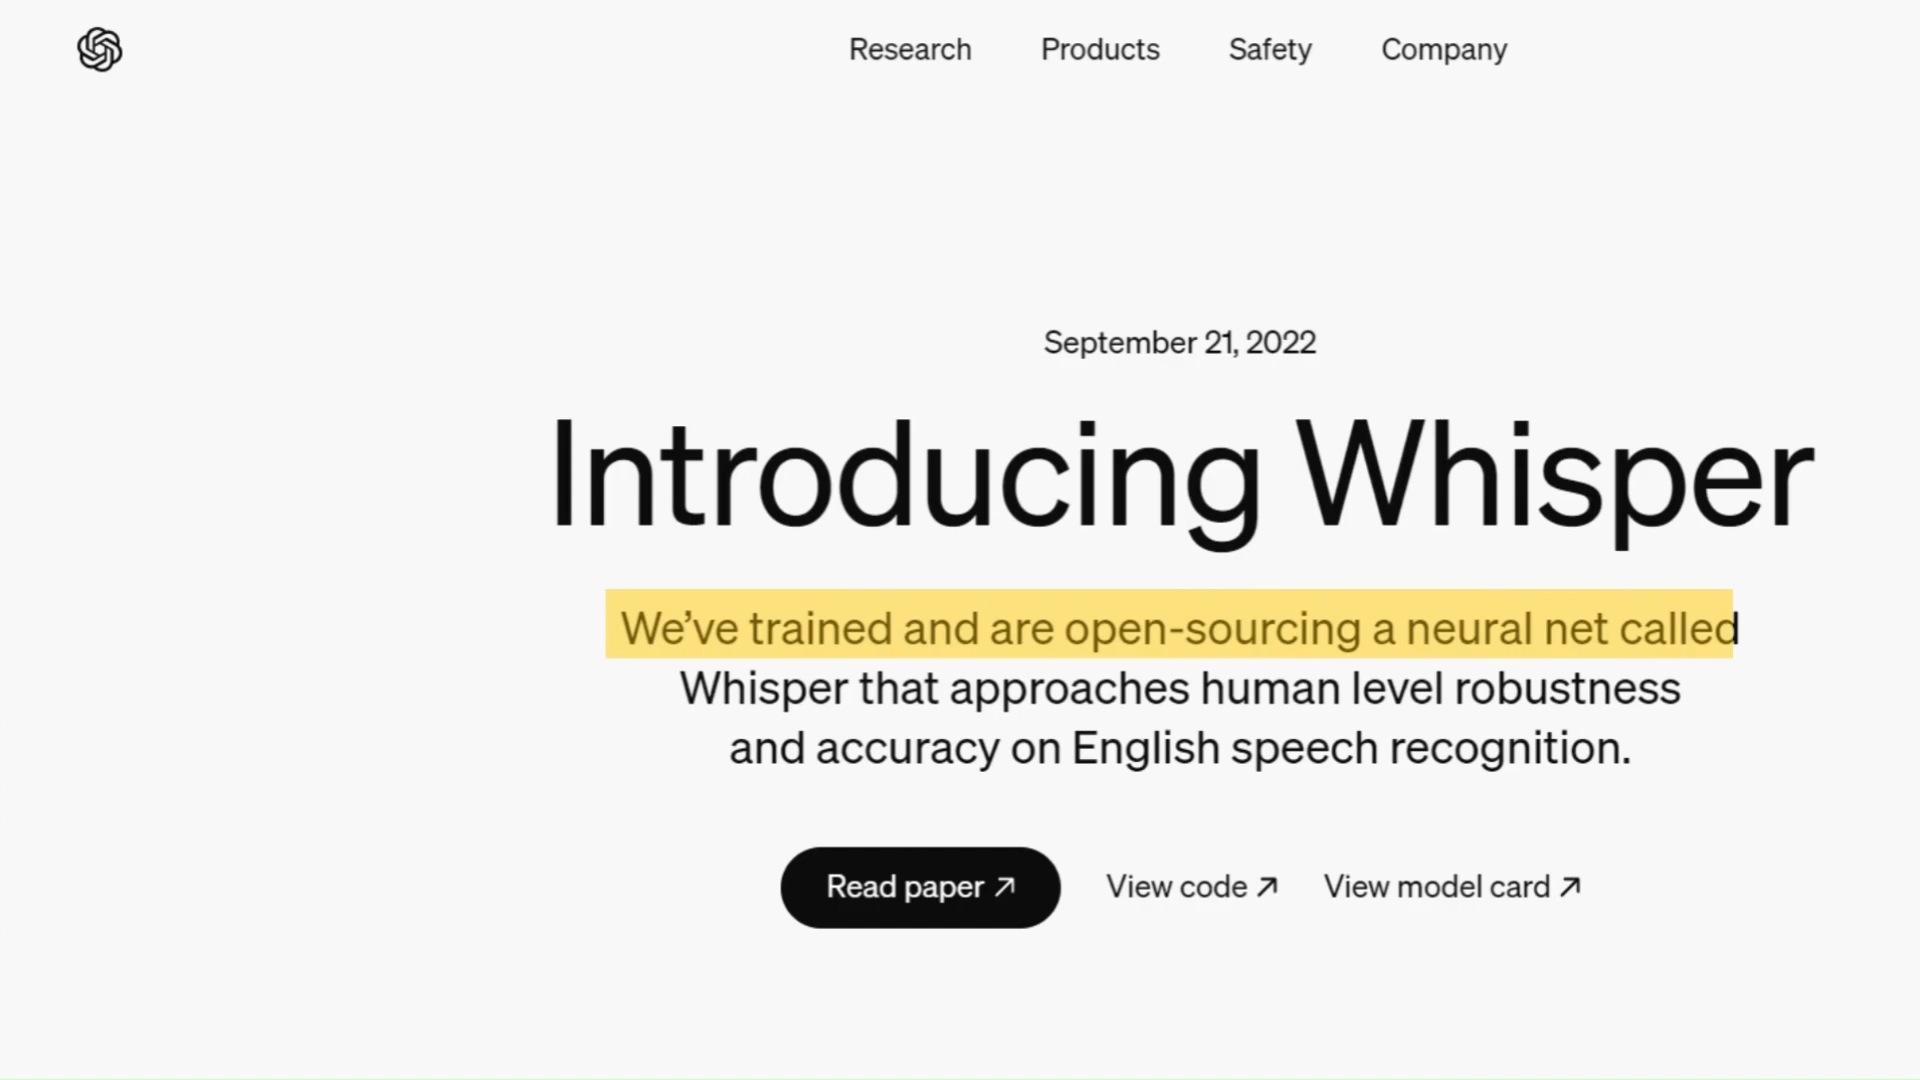 Research Products Safety Company
September 21, 2022
Introducing Whisper
We’ve trained and are open-sourcing a neural net called
Whisper that approaches human level robustness
and accuracy on English speech recognition.
Read paper ↗ View code ↗ View model card ↗